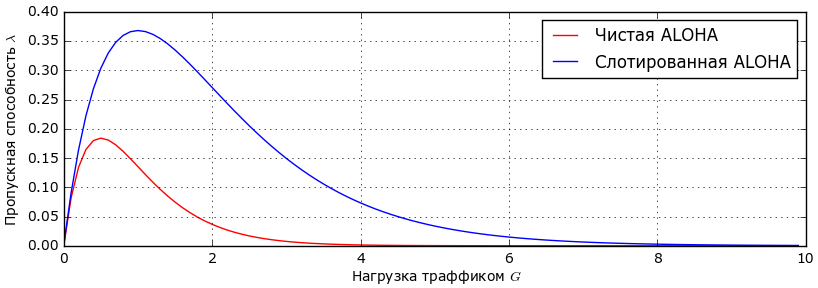 0.40
0.35
0.30
0.25
0.20
0.15
0.10
0.05
0.00
Пропускная способность λ
Чистая ALOHA
Слотированная ALOHA
0 2 4 6 8 10
Нагрузка траффиком G